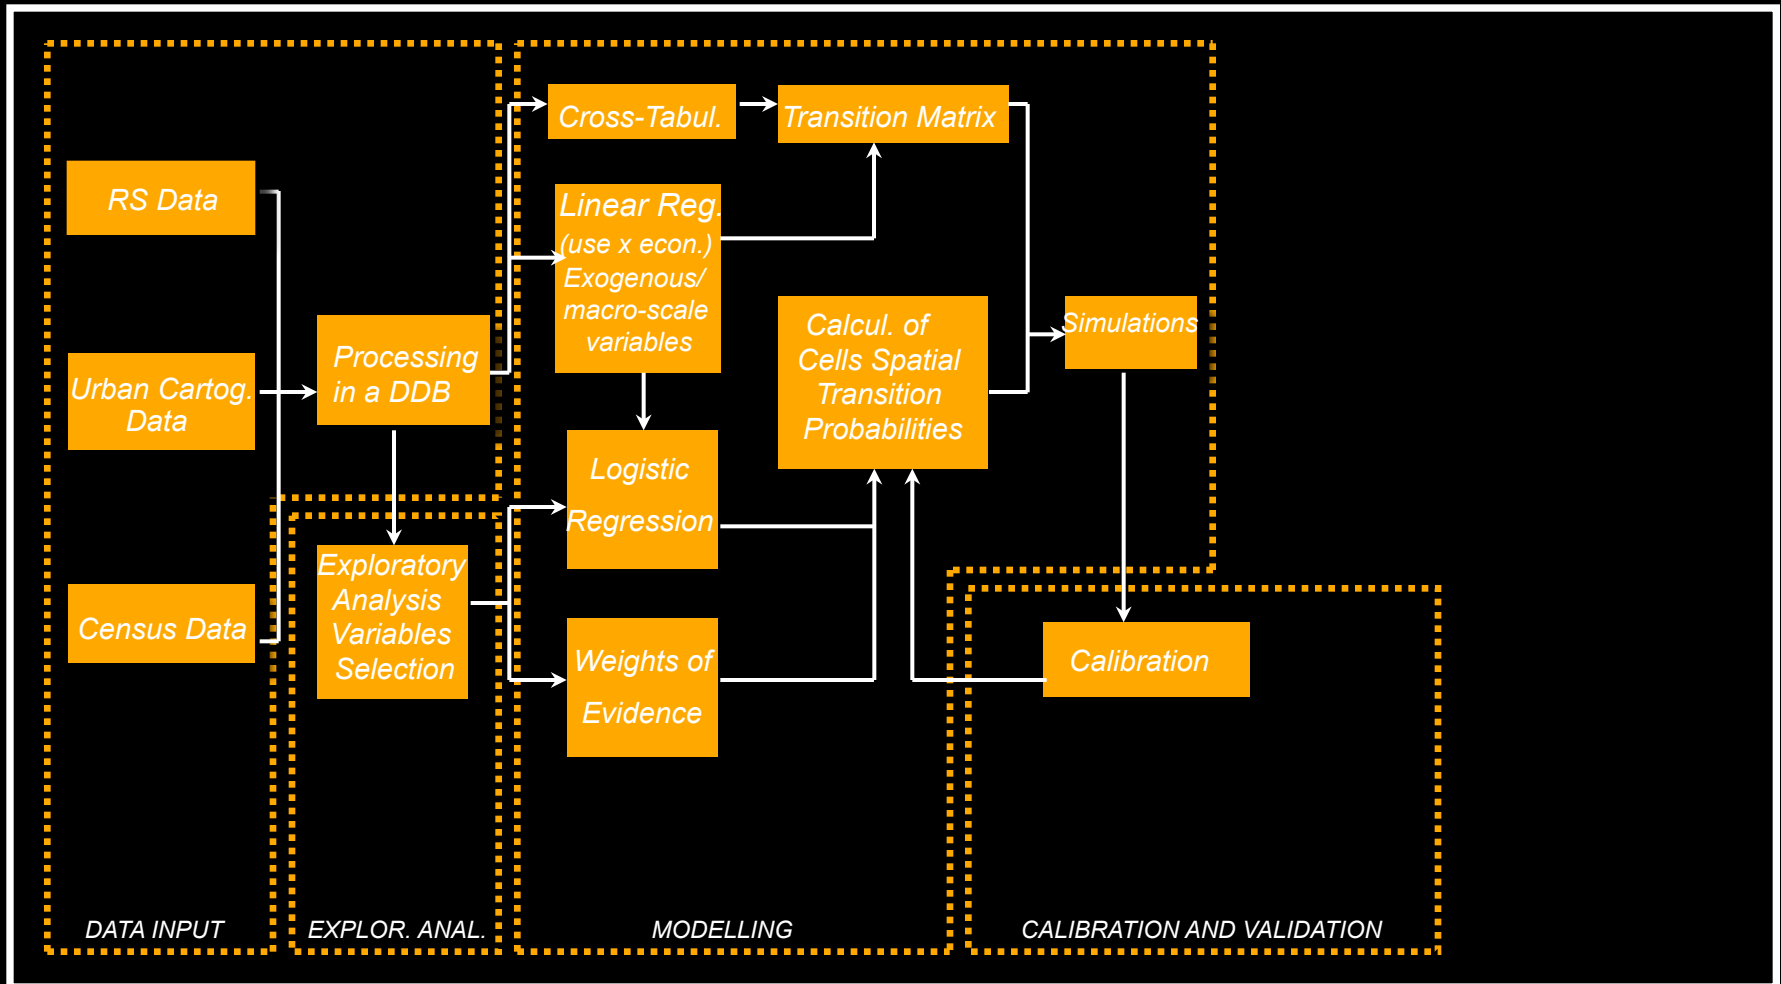 RS Data
Urban Cartog.
Data
Census Data
Processing
in a DDB
Exploratory
Analysis
Variables
Selection
Cross-Tabul.
Transition Matrix
Linear Reg.
(use x econ.)
Exogenous/
macro-scale
variables
Logistic
Regression
Weights of
Evidence
Calcul. of
Cells Spatial
Transition
Probabilities
Simulations
Calibration
DATA INPUT
EXPLOR. ANAL.
MODELLING
CALIBRATION AND VALIDATION